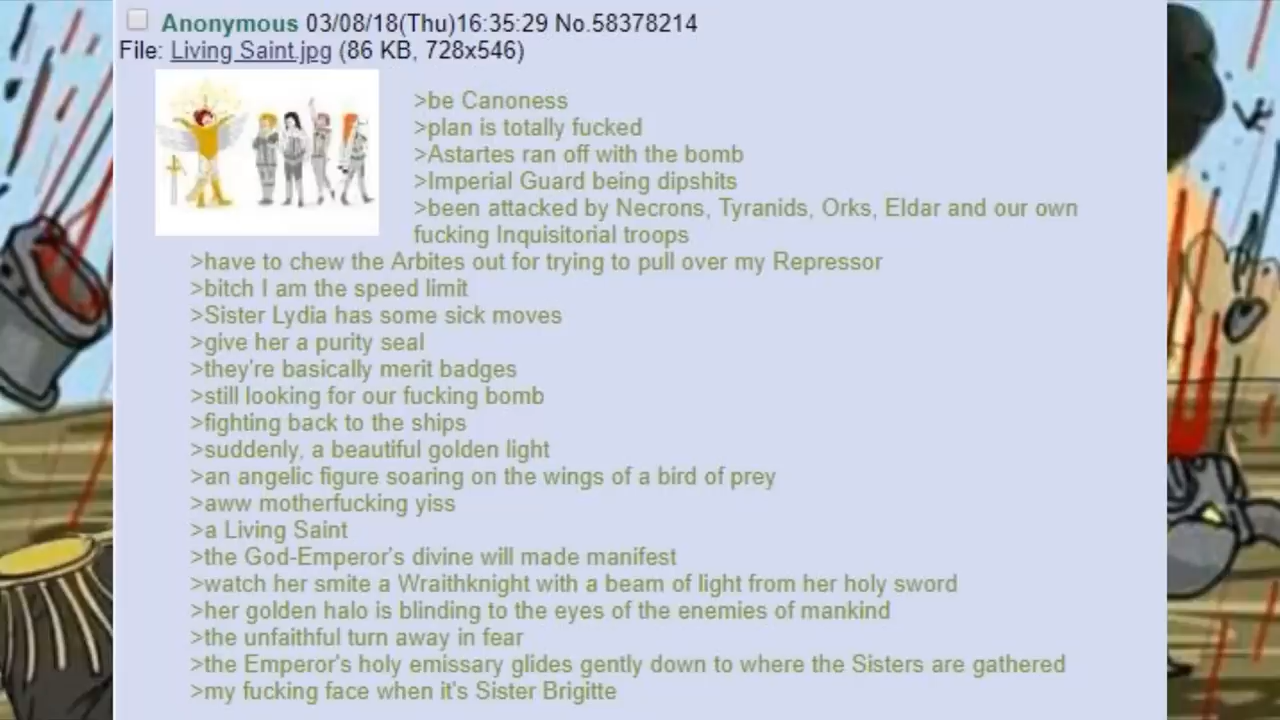 Anonymous 03/08/18(Thu)16:35:29 No.58378214
File: Living Saint.jpg (86 KB, 728x546)
>be Canoness
>plan is totally fucked
>Astartes ran off with the bomb
>Imperial Guard being dipshits
>been attacked by Necrons, Tyranids, Orks, Eldar and our own
fucking Inquisitorial troops
>have to chew the Arbites out for trying to pull over my Repressor
>bitch I am the speed limit
>Sister Lydia has some sick moves
>give her a purity seal
>they're basically merit badges
>still looking for our fucking bomb
>fighting back to the ships
>suddenly, a beautiful golden light
>an angelic figure soaring on the wings of a bird of prey
>aww motherfucking yiss
>a Living Saint
>the God-Emperor's divine will made manifest
>watch her smite a Wraithknight with a beam of light from her holy sword
>her golden halo is blinding to the eyes of the enemies of mankind
>the unfaithful turn away in fear
>the Emperor's holy emissary glides gently down to where the Sisters are gathered
>my fucking face when it's Sister Brigitte